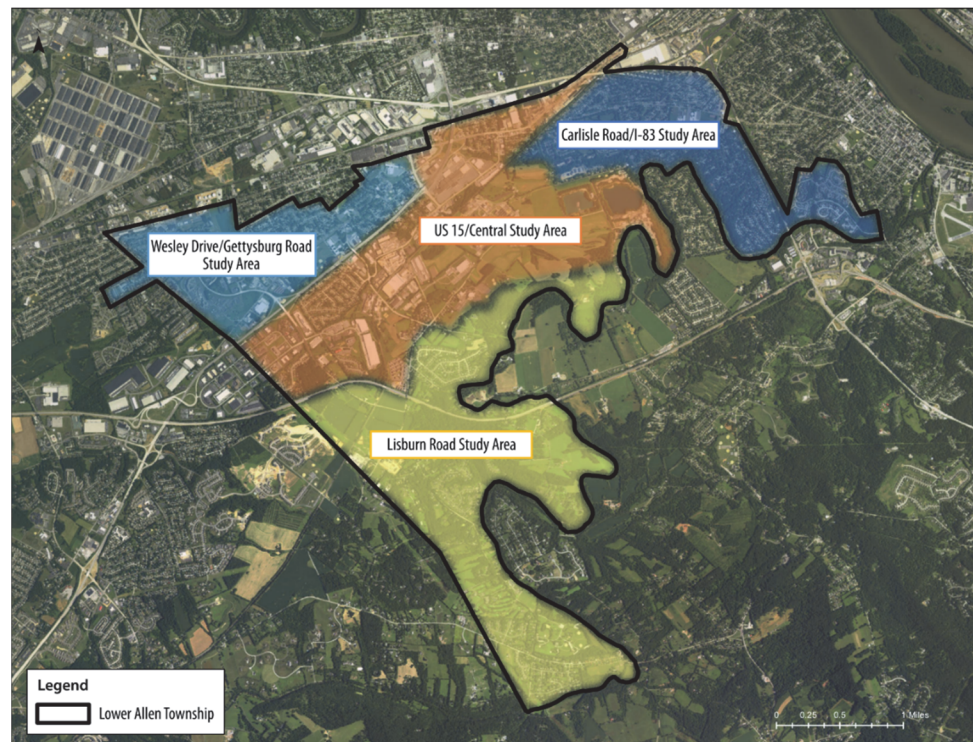 Carlisle Road/I-83 Study Area
US 15/Central Study Area
Wesley Drive/Gettysburg Road
Study Area
Lisburn Road Study Area
Legend
Lower Allen Township
0 0.25 0.5 1 Miles